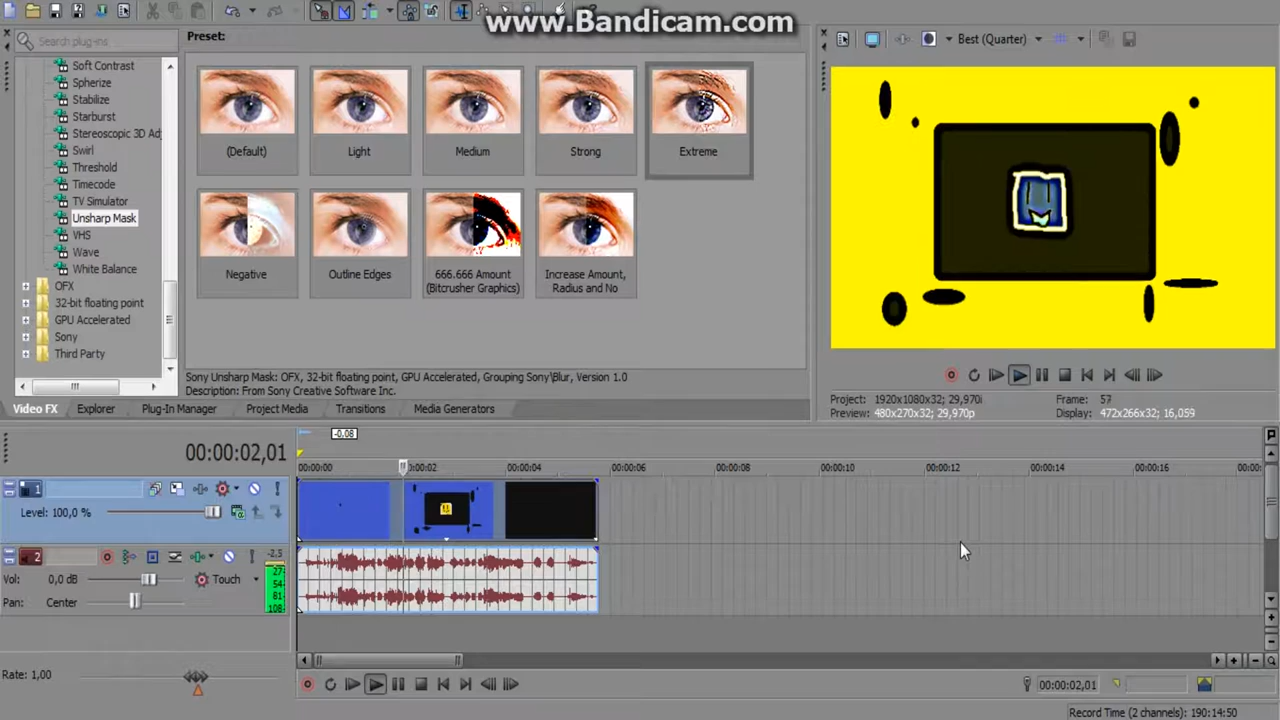 www.Bandicam.com
Search plug-ins
Preset:
Best (Quarter)
Soft Contrast
Spherize
Stabilize
Starburst
Stereoscopic 3D Adj
Swirl
Threshold
Timecode
TV Simulator
Unsharp Mask
VHS
Wave
White Balance
OFX
32-bit floating point
GPU Accelerated
Sony
Third Party
(Default)
Light
Medium
Strong
Extreme
Negative
Outline Edges
666.666 Amount
(Bitcrusher Graphics)
Increase Amount,
Radius and No
Sony Unsharp Mask: OFX, 32-bit floating point, GPU Accelerated, Grouping Sony\Blur, Version 1.0
Description: From Sony Creative Software Inc.
Video FX
Explorer
Plug-In Manager
Project Media
Transitions
Media Generators
Project: 1920x1080x32; 29,970i
Frame: 57
Preview: 480x270x32; 29,970p
Display: 472x266x32; 16,059
-0.08
00:00:02,01
00:00:00
00:00:02
00:00:04
00:00:06
00:00:08
00:00:10
00:00:12
00:00:14
00:00:16
00:00:
1
Level: 100,0 %
2
-2.5
27
54
81
108
Vol: 0,0 dB
Touch
Pan: Center
Rate: 1,00
00:00:02,01
Record Time (2 channels): 190:14:50